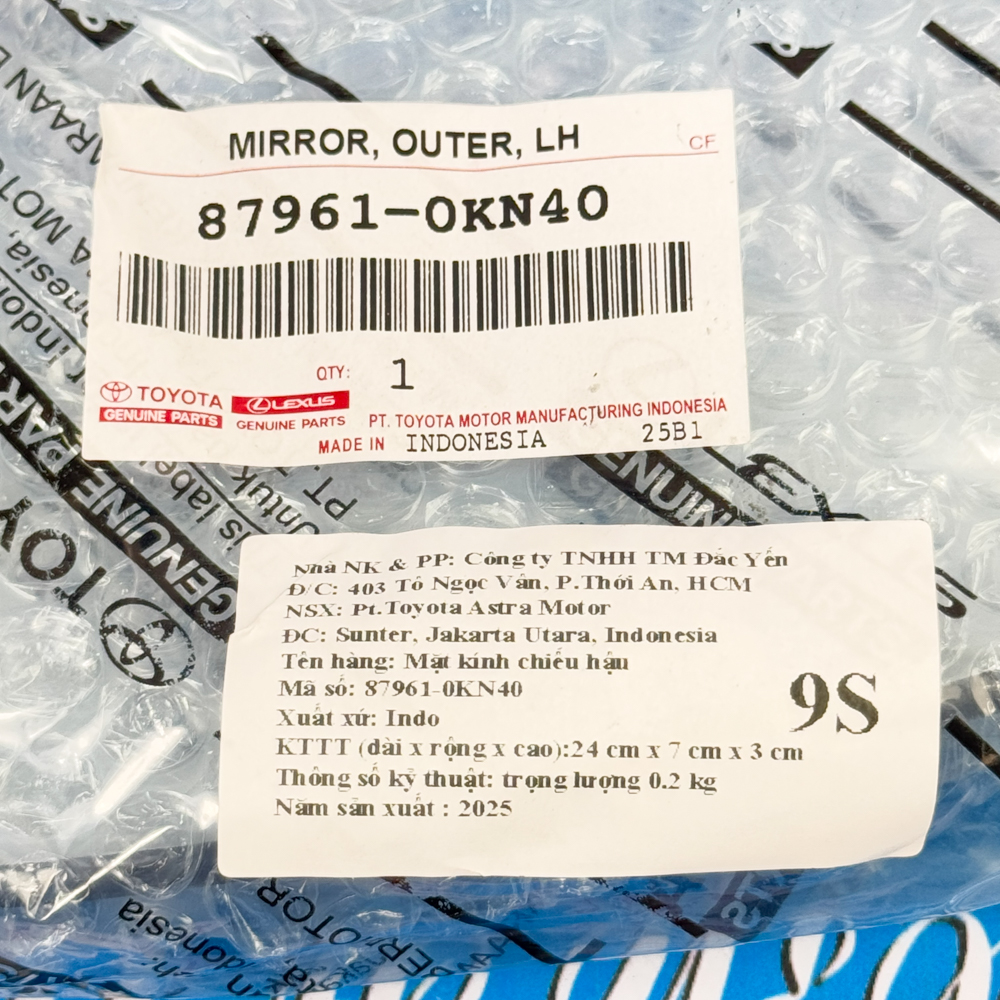 MIRROR, OUTER, LH
CF
87961-0KN40
QTY: 1
TOYOTA
GENUINE PARTS
LEXUS
GENUINE PARTS
PT. TOYOTA MOTOR MANUFACTURING INDONESIA
MADE IN INDONESIA 25B1
Nhà NK & PP: Công ty TNHH TM Đắc Yến
Đ/C: 403 Tô Ngọc Vân, P.Thới An, HCM
NSX: Pt.Toyota Astra Motor
ĐC: Sunter, Jakarta Utara, Indonesia
Tên hàng: Mặt kính chiếu hậu
Mã số: 87961-0KN40
9S
Xuất xứ: Indo
KTTT (dài x rộng x cao):24 cm x 7 cm x 3 cm
Thông số kỹ thuật: trọng lượng 0.2 kg
Năm sản xuất : 2025
GENUINE PAR
TOY